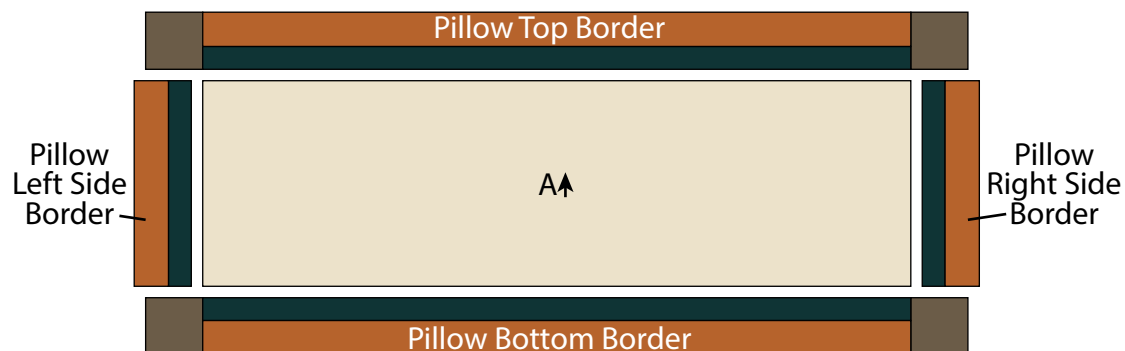 Pillow Top Border
Pillow
Left Side
Border
A
Pillow
Right Side
Border
Pillow Bottom Border